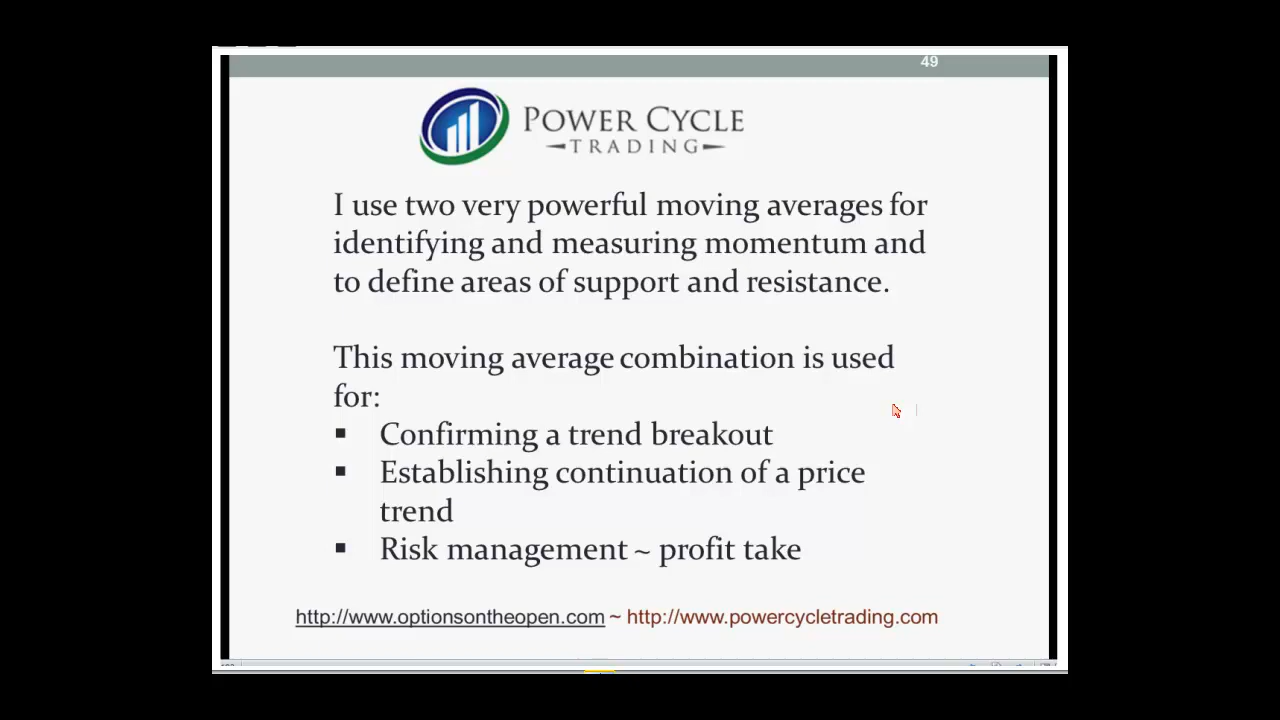 49
POWER CYCLE
TRADING
I use two very powerful moving averages for
identifying and measuring momentum and
to define areas of support and resistance.
This moving average combination is used
for:
▪ Confirming a trend breakout
▪ Establishing continuation of a price
trend
▪ Risk management ~ profit take
http://www.optionsontheopen.com ~ http://www.powercycletrading.com